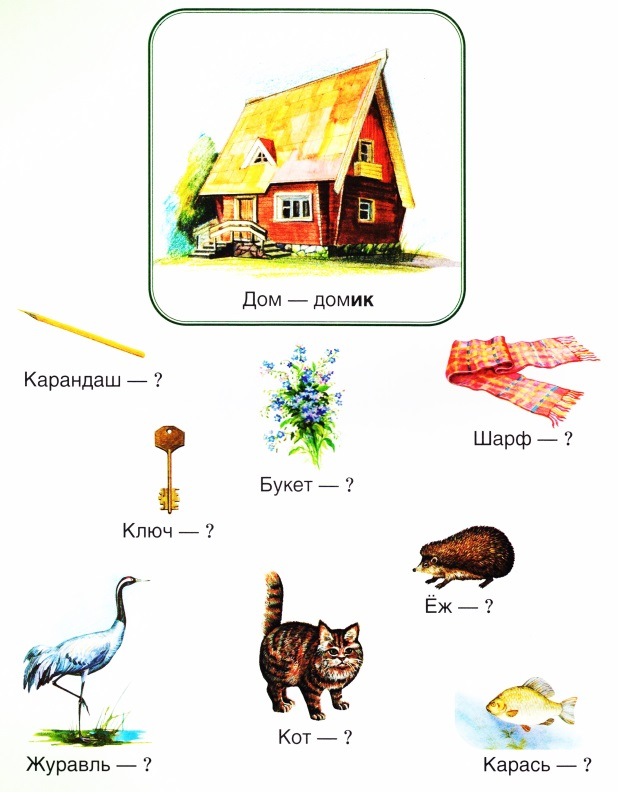 Дом — домик
Карандаш — ?
Шарф — ?
Букет — ?
Ключ — ?
Ёж — ?
Кот — ?
Журавль — ?
Карась — ?